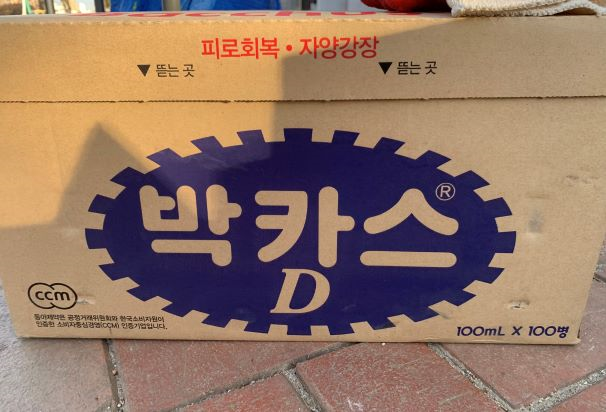 피로회복 • 자양강장
▼ 뜯는 곳
▼ 뜯는 곳
박카스®
D
ccm
동아제약은 공정거래위원회와 한국소비자원이
인증한 소비자중심경영(CCM) 인증기업입니다.
100mL X 100병